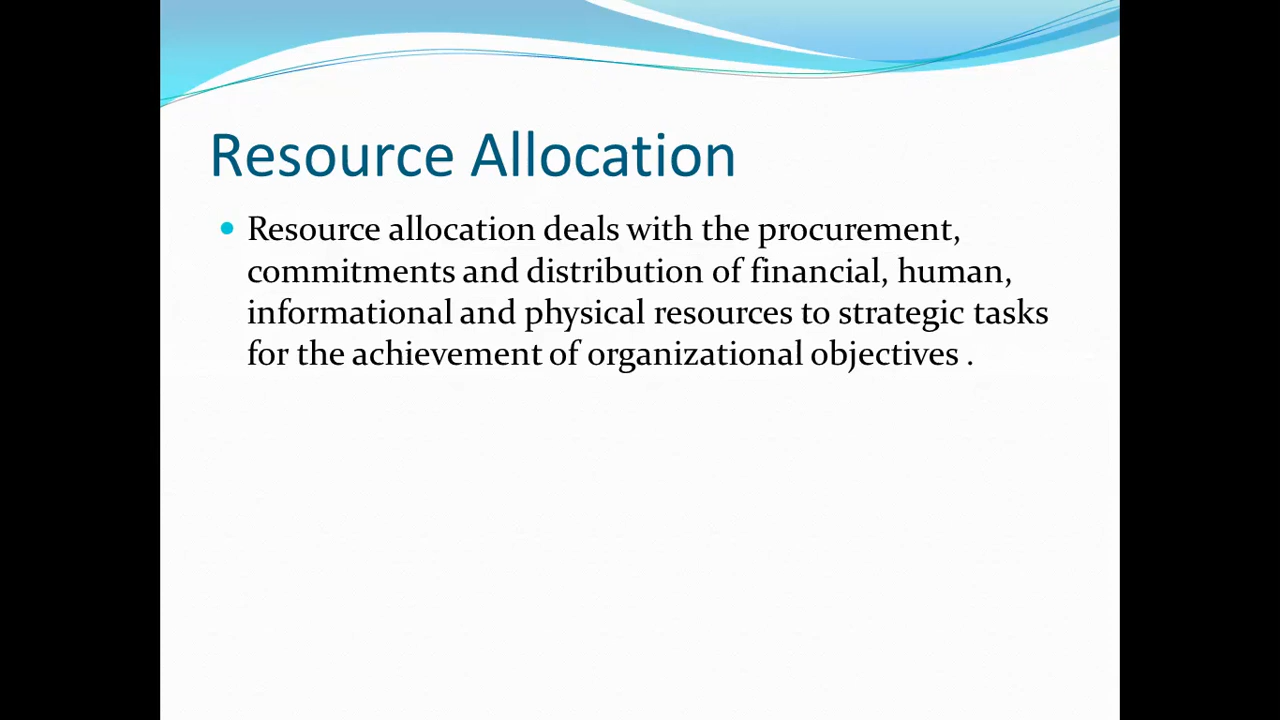 Resource Allocation
Resource allocation deals with the procurement,
commitments and distribution of financial, human,
informational and physical resources to strategic tasks
for the achievement of organizational objectives .